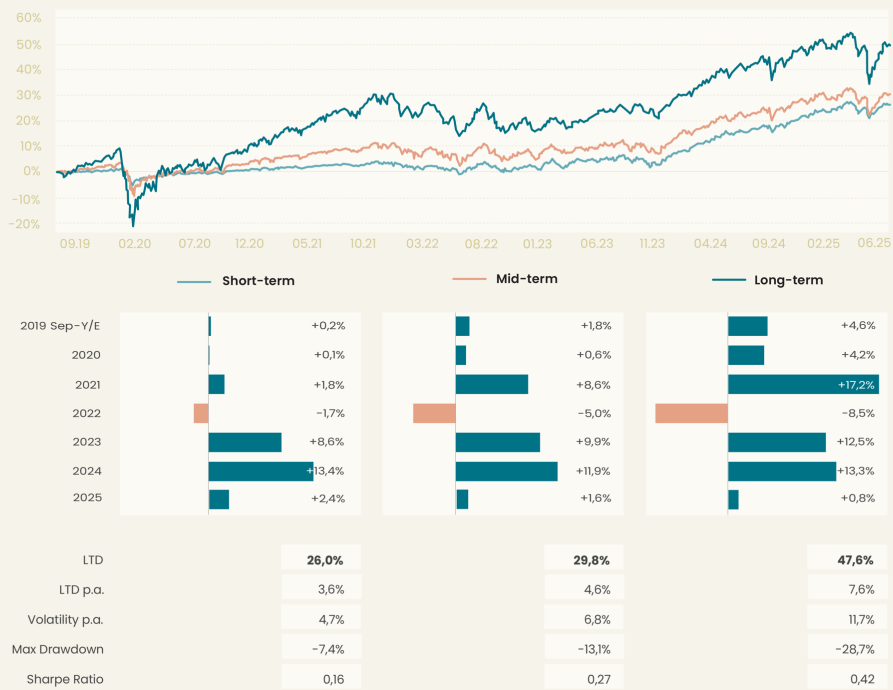 60%
50%
40%
30%
20%
10%
0%
-10%
-20%
09.19 02.20 07.20 12.20 05.21 10.21 03.22 08.22 01.23 06.23 11.23 04.24 09.24 02.25 06.25
Short-term Mid-term Long-term
2019 Sep-Y/E +0,2% +1,8% +4,6%
2020 +0,1% +0,6% +4,2%
2021 +1,8% +8,6% +17,2%
2022 -1,7% -5,0% -8,5%
2023 +8,6% +9,9% +12,5%
2024 +13,4% +11,9% +13,3%
2025 +2,4% +1,6% +0,8%
LTD 26,0% 29,8% 47,6%
LTD p.a. 3,6% 4,6% 7,6%
Volatility p.a. 4,7% 6,8% 11,7%
Max Drawdown -7,4% -13,1% -28,7%
Sharpe Ratio 0,16 0,27 0,42